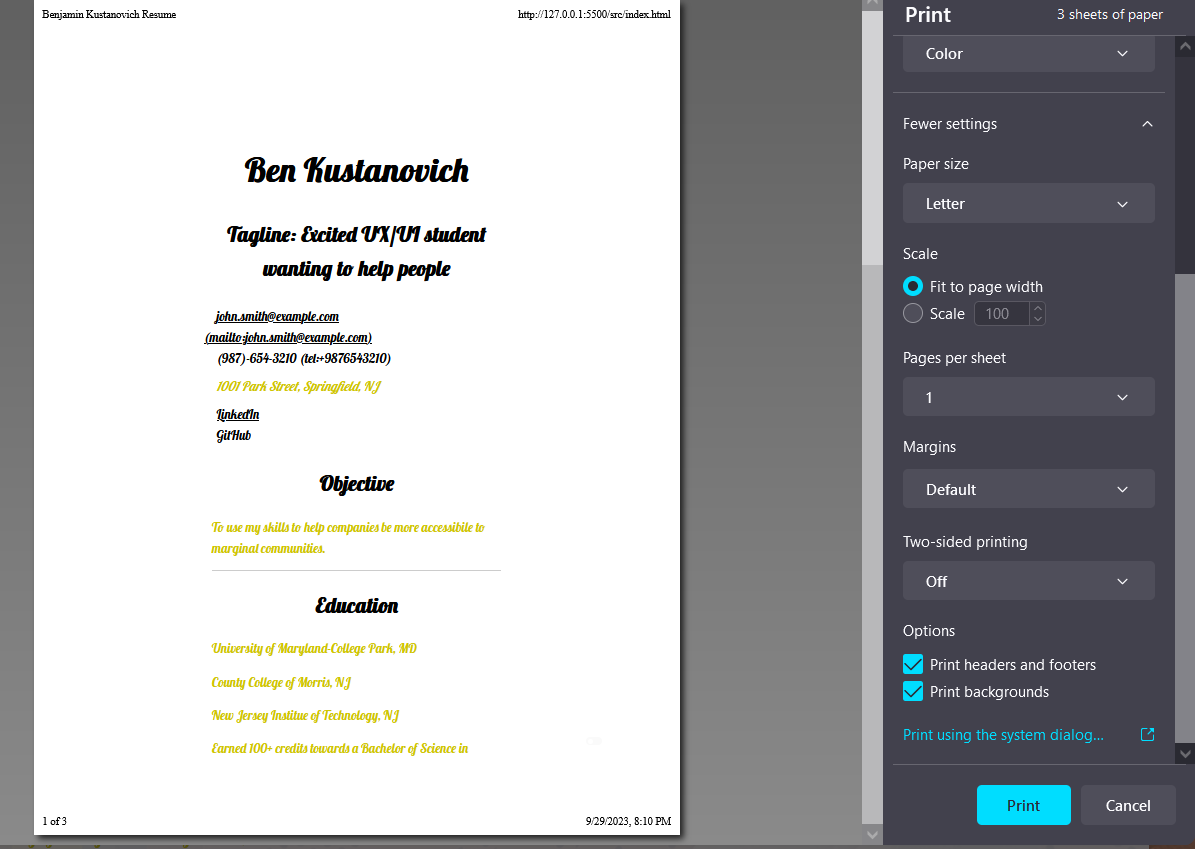 Benjamin Kustanovich Resume
http://127.0.0.1:5500/src/index.html
Ben Kustanovich
Tagline: Excited UX/UI student
wanting to help people
john.smith@example.com
(mailto:john.smith@example.com)
(987)-654-3210 (tel:+9876543210)
1001 Park Street, Springfield, NJ
LinkedIn
GitHub
Objective
To use my skills to help companies be more accessibile to
marginal communities.
Education
University of Maryland-College Park, MD
County College of Morris, NJ
New Jersey Institue of Technology, NJ
Earned 100+ credits towards a Bachelor of Science in
1 of 3
9/29/2023, 8:10 PM
Print
3 sheets of paper
Color
Fewer settings
Paper size
Letter
Scale
Fit to page width
Scale
100
Pages per sheet
1
Margins
Default
Two-sided printing
Off
Options
Print headers and footers
Print backgrounds
Print using the system dialog...
Print
Cancel